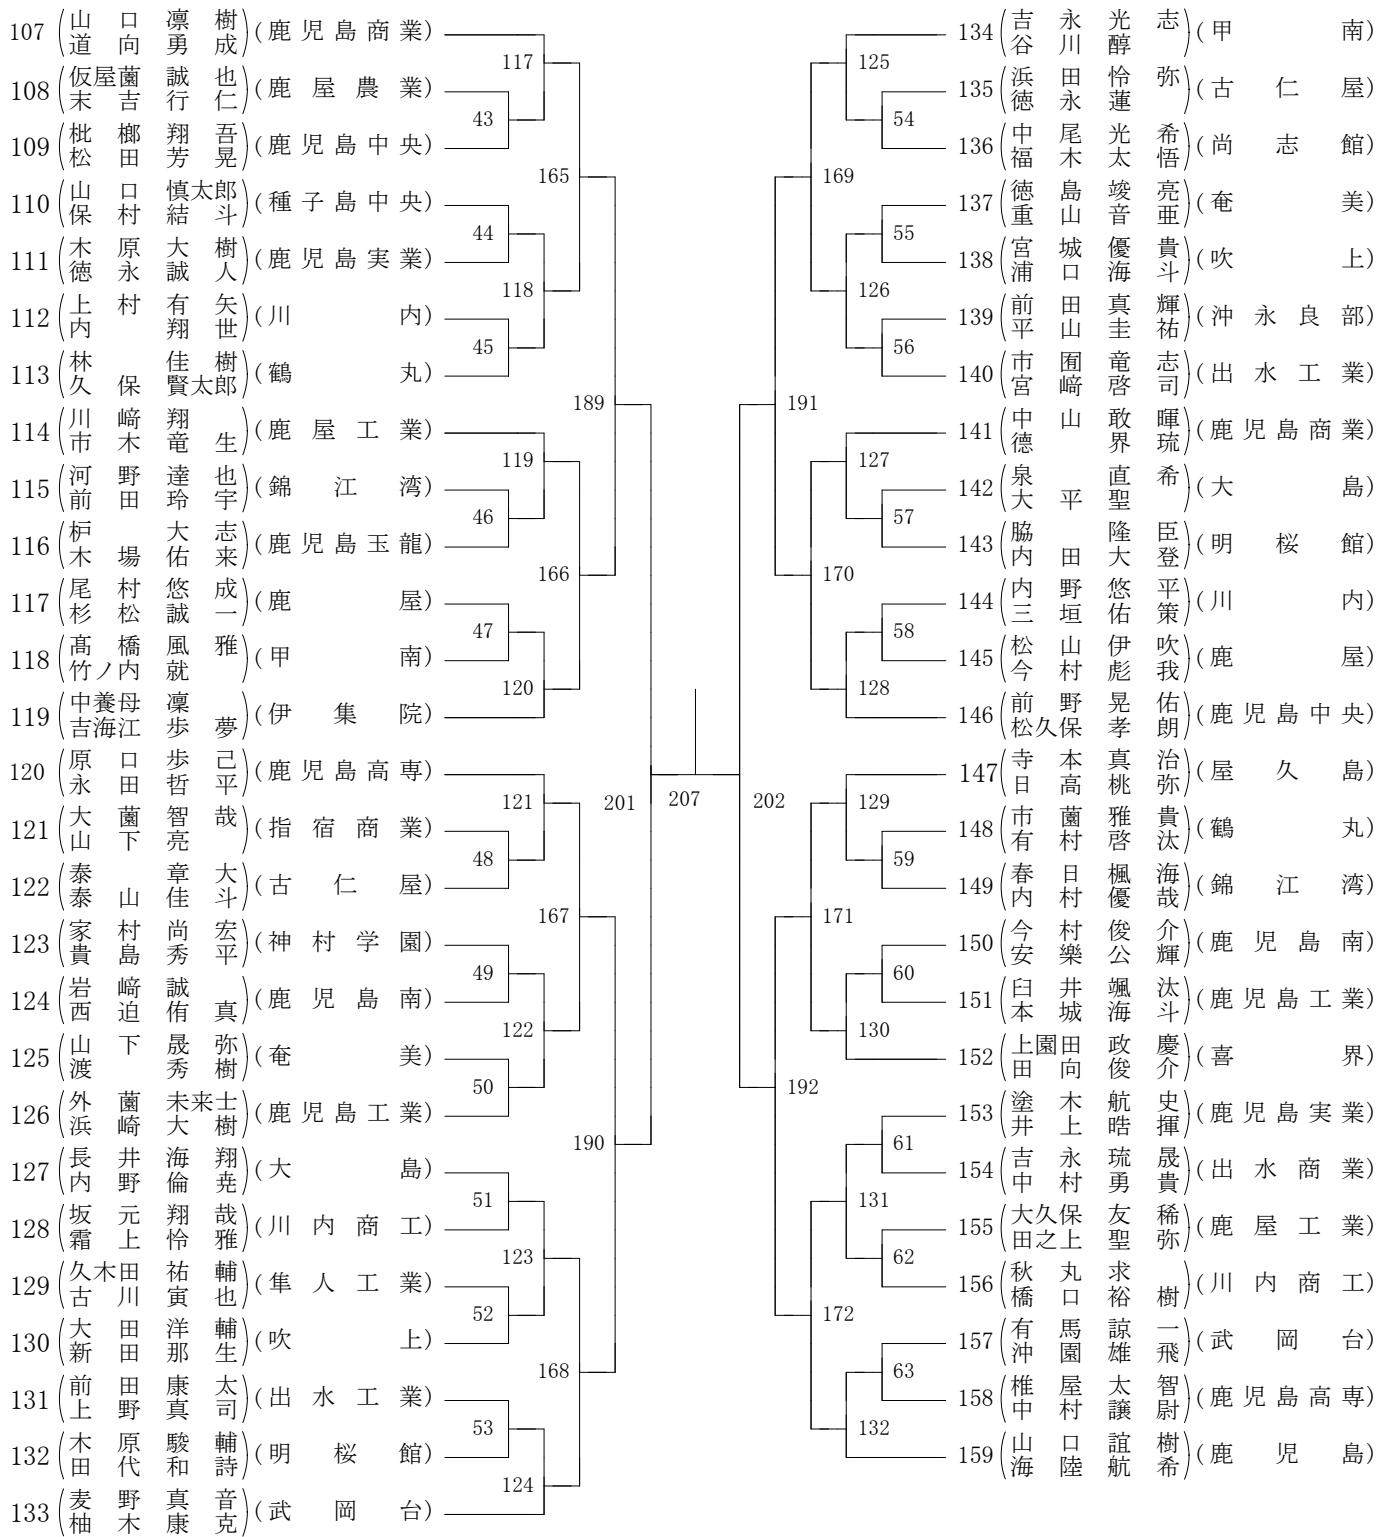 107 山口凛樹 道向勇成 (鹿児島商業)
108 仮屋薗誠也 末吉行仁 (鹿屋農業)
109 枇榔翔吾 松田芳晃 (鹿児島中央)
110 山口慎太郎 保村結斗 (種子島中央)
111 木原大樹 徳永誠人 (鹿児島実業)
112 上村有矢 内翔世 (川内)
113 林佳樹 久保賢太郎 (鶴丸)
114 川﨑翔 市木竜生 (鹿屋工業)
115 河野達也 前田玲宇 (錦江湾)
116 枦大志 木場佑来 (鹿児島玉龍)
117 尾村悠成 杉松誠一 (鹿屋)
118 髙橋風雅 竹ノ内就 (甲南)
119 中養母凛 吉海江歩夢 (伊集院)
120 原口歩己 永田哲平 (鹿児島高専)
121 大薗智哉 山下亮 (指宿商業)
122 泰章大 泰山佳斗 (古仁屋)
123 家村尚宏 貴島秀平 (神村学園)
124 岩﨑誠 西迫侑真 (鹿児島南)
125 山下晟弥 渡秀樹 (奄美)
126 外薗未来士 浜崎大樹 (鹿児島工業)
127 長井海翔 内野倫尭 (大島)
128 坂元翔哉 霜上怜雅 (川内商工)
129 久木田祐輔 古川寅也 (隼人工業)
130 大田洋輔 新田那生 (吹上)
131 前田康太 上野真司 (出水工業)
132 木原駿輔 田代和詩 (明桜館)
133 麦野真音 柚木康克 (武岡台)
117
43
165
44
118
45
189
119
46
166
47
120
121
48
201
167
49
122
50
190
51
123
52
168
53
124
207
134 吉永光志 谷川醇 (甲南)
135 浜田怜弥 徳永蓮 (古仁屋)
136 中尾光希 福木太悟 (尚志館)
137 徳島竣亮 重山音亜 (奄美)
138 宮城優貴 浦口海斗 (吹上)
139 前田真輝 平山圭祐 (沖永良部)
140 市囿竜志 宮﨑啓司 (出水工業)
141 中山敢暉 德界琉 (鹿児島商業)
142 泉直希 大平聖 (大島)
143 脇隆臣 内田大登 (明桜館)
144 内野悠平 三垣佑策 (川内)
145 松山伊吹 今村彪我 (鹿屋)
146 前野晃佑 松久保孝朗 (鹿児島中央)
147 寺本真治 日高桃弥 (屋久島)
148 市薗雅貴 有村啓汰 (鶴丸)
149 春日楓海 内村優哉 (錦江湾)
150 今村俊介 安樂公輝 (鹿児島南)
151 臼井颯汰 本城海斗 (鹿児島工業)
152 上園田政慶 田向俊介 (喜界)
153 塗木航史 井上晧揮 (鹿児島実業)
154 吉永琉晟 中村勇貴 (出水商業)
155 大久保友稀 田之上聖弥 (鹿屋工業)
156 秋丸求 橋口裕樹 (川内商工)
157 有馬諒一 沖園雄飛 (武岡台)
158 椎屋太智 中村譲尉 (鹿児島高専)
159 山口誼樹 海陸航希 (鹿児島)
125
54
169
55
126
56
191
127
57
170
58
128
202
129
59
171
60
130
192
61
131
62
172
63
132